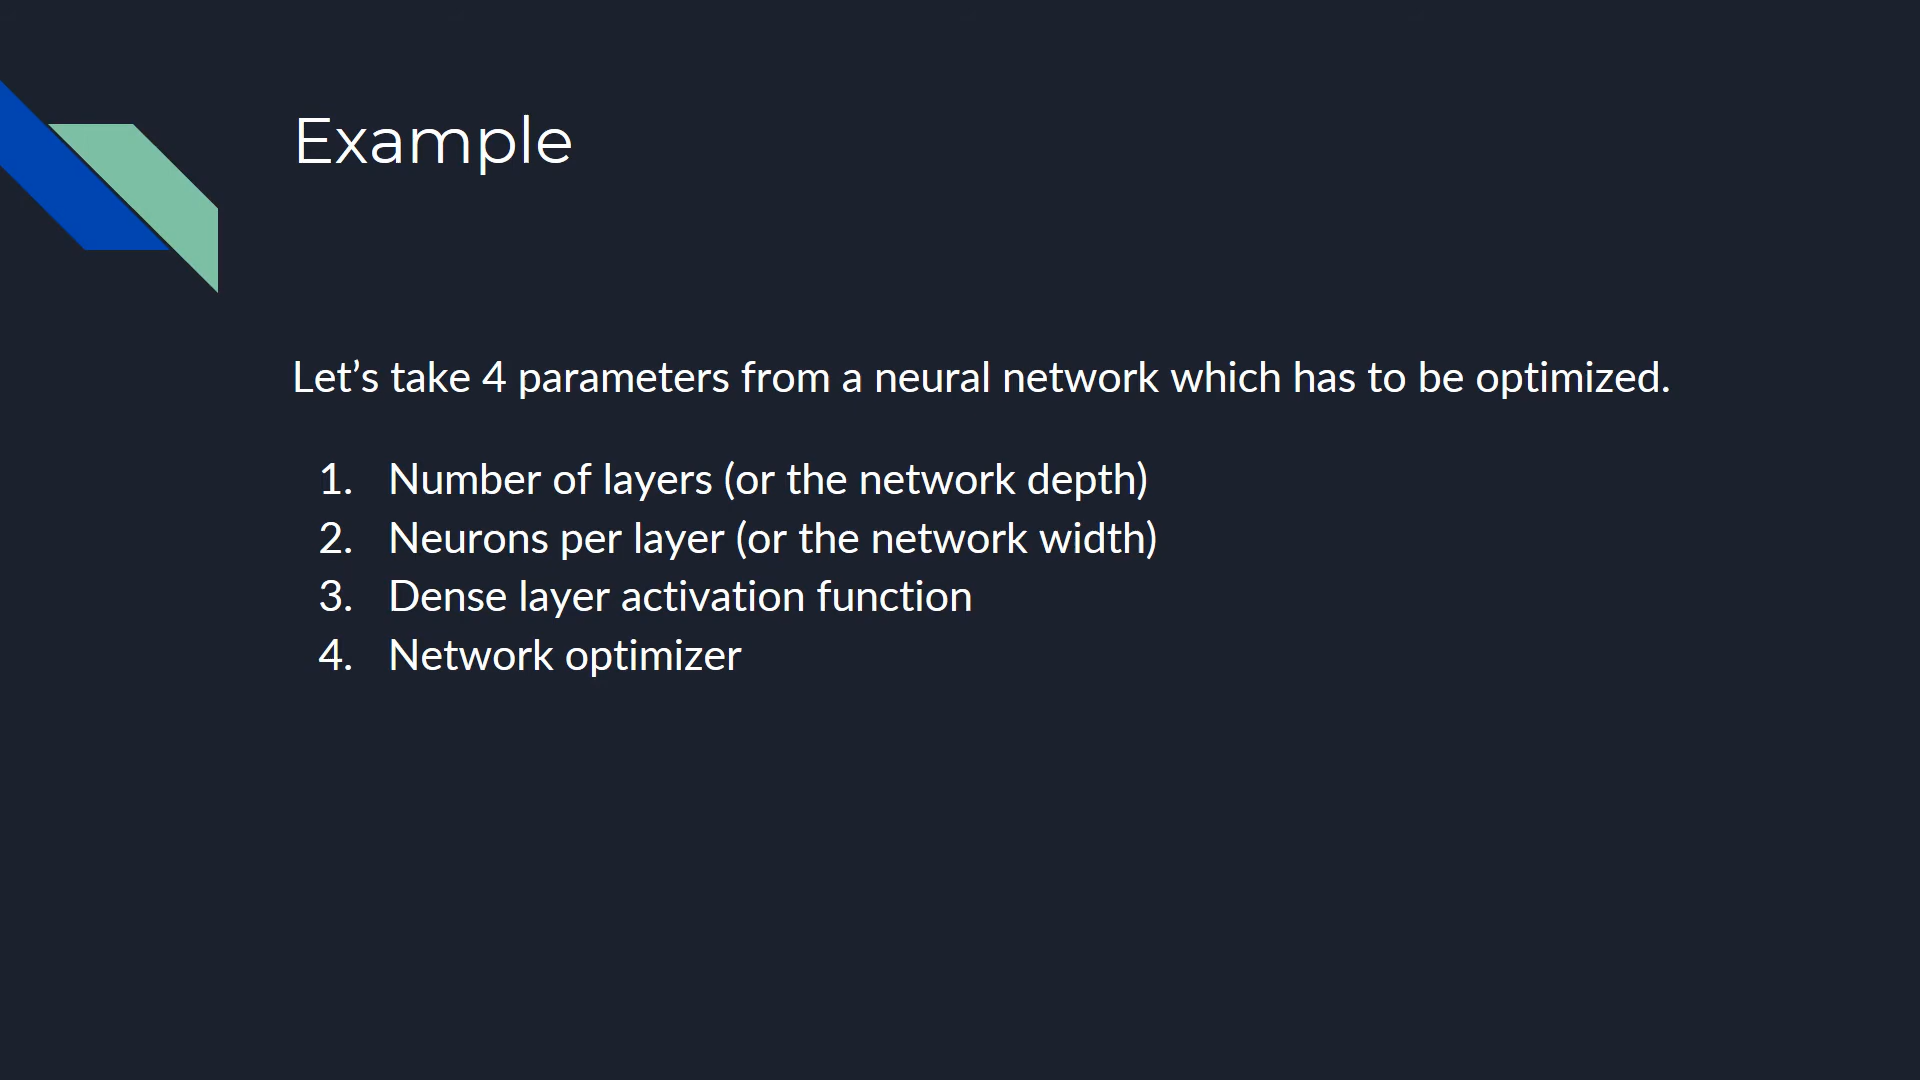 Example
Let’s take 4 parameters from a neural network which has to be optimized.
1. Number of layers (or the network depth)
2. Neurons per layer (or the network width)
3. Dense layer activation function
4. Network optimizer